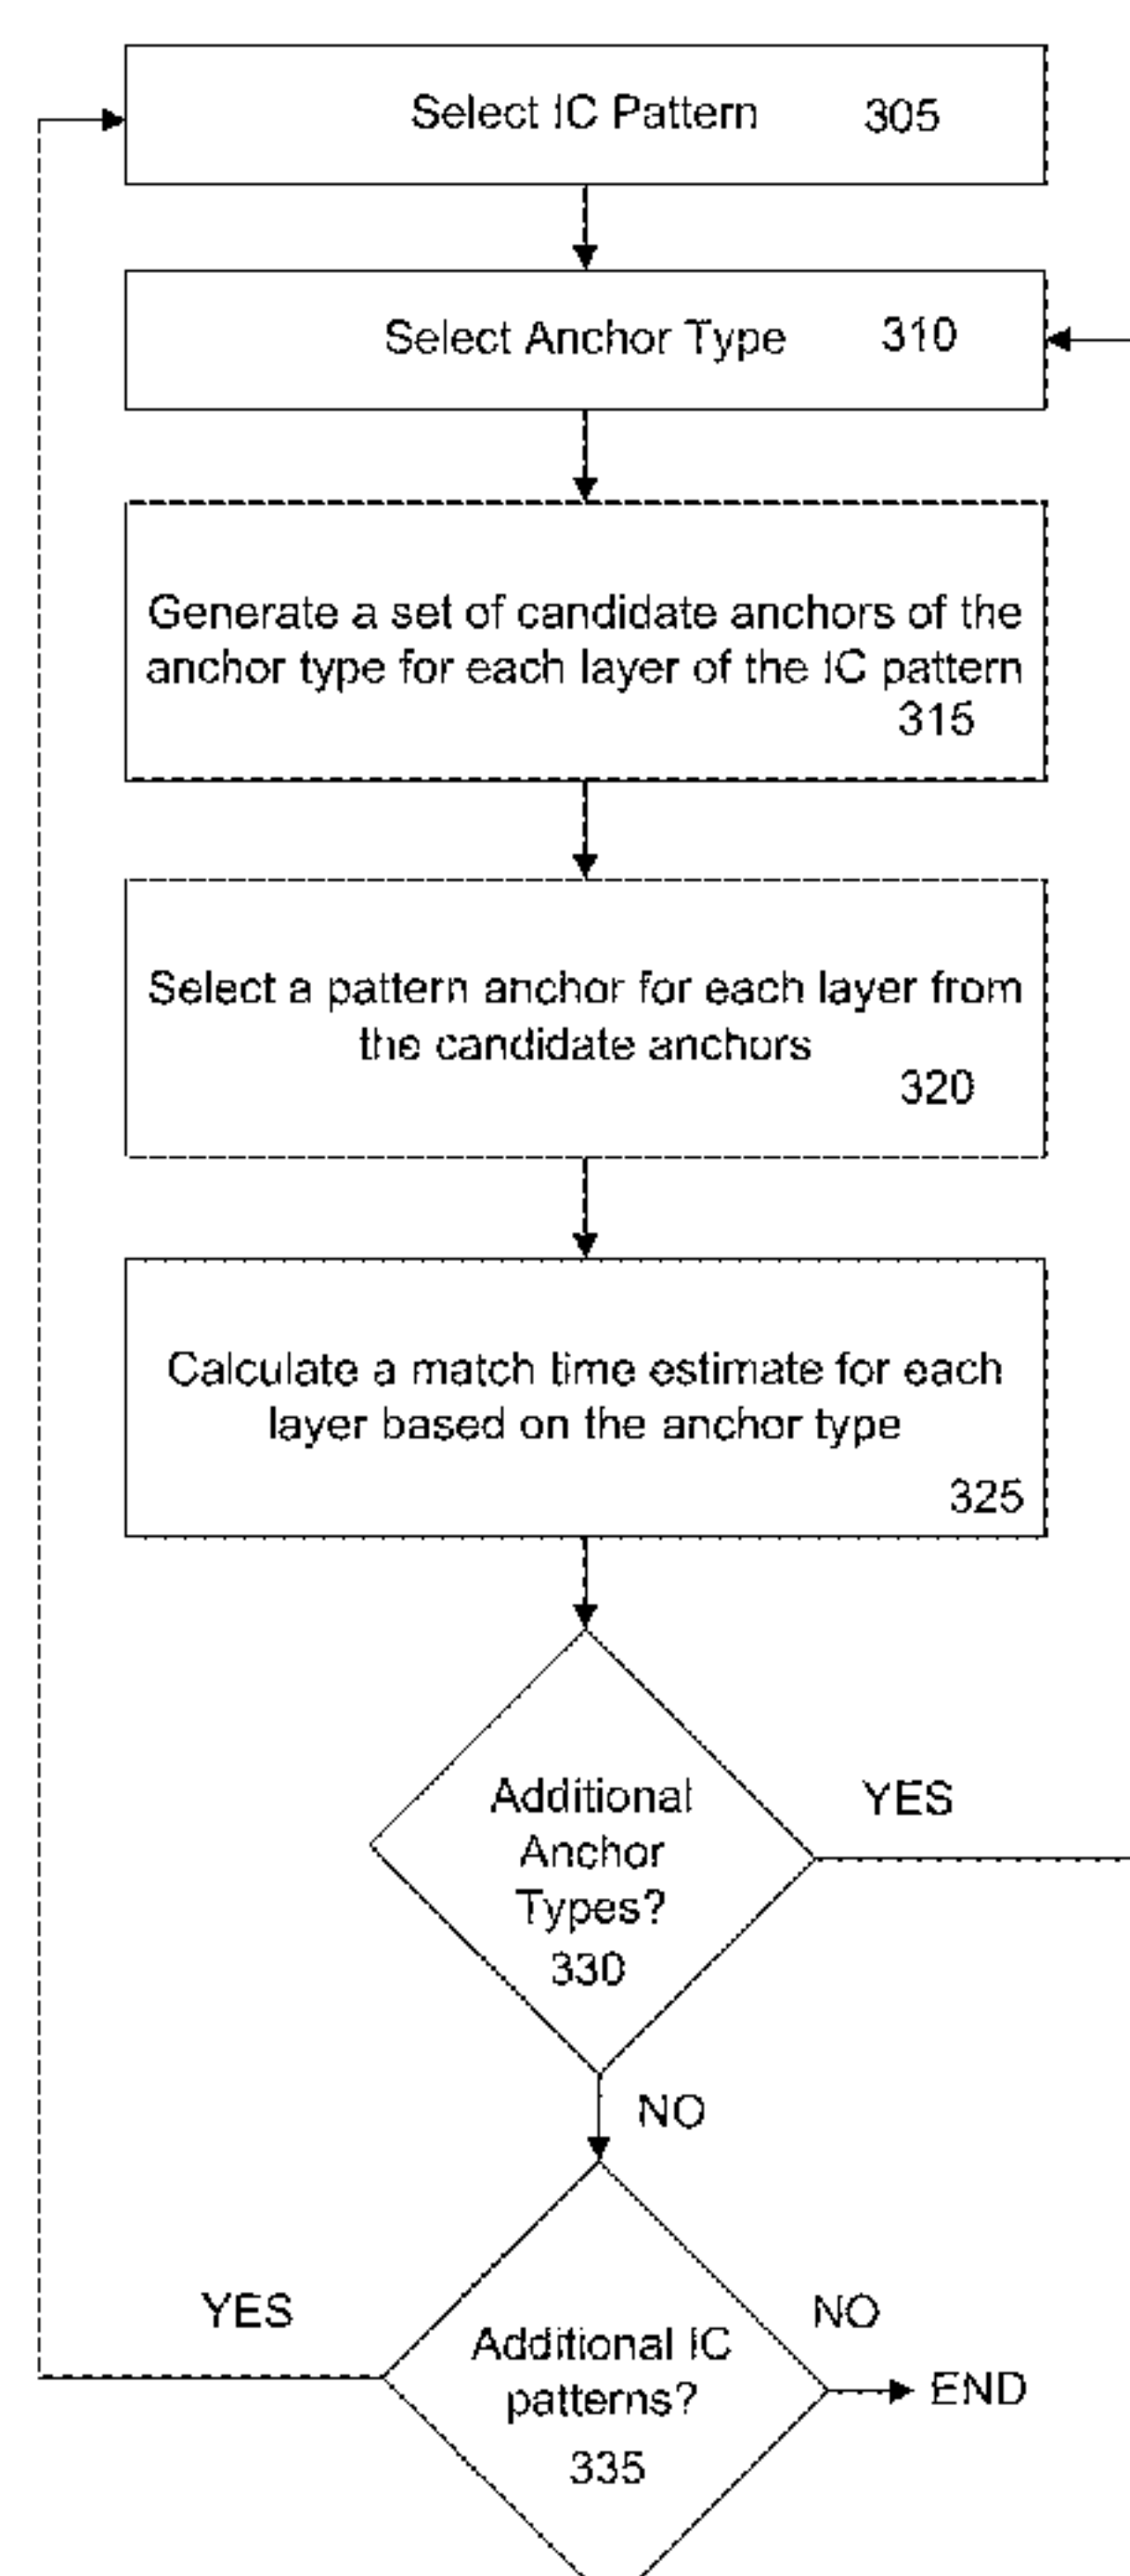 Select IC Pattern 305
Select Anchor Type 310
Generate a set of candidate anchors of the
anchor type for each layer of the IC pattern
315
Select a pattern anchor for each layer from
the candidate anchors
320
Calculate a match time estimate for each
layer based on the anchor type
325
Additional
Anchor
Types?
330
YES
NO
YES
Additional IC
patterns?
335
NO
END